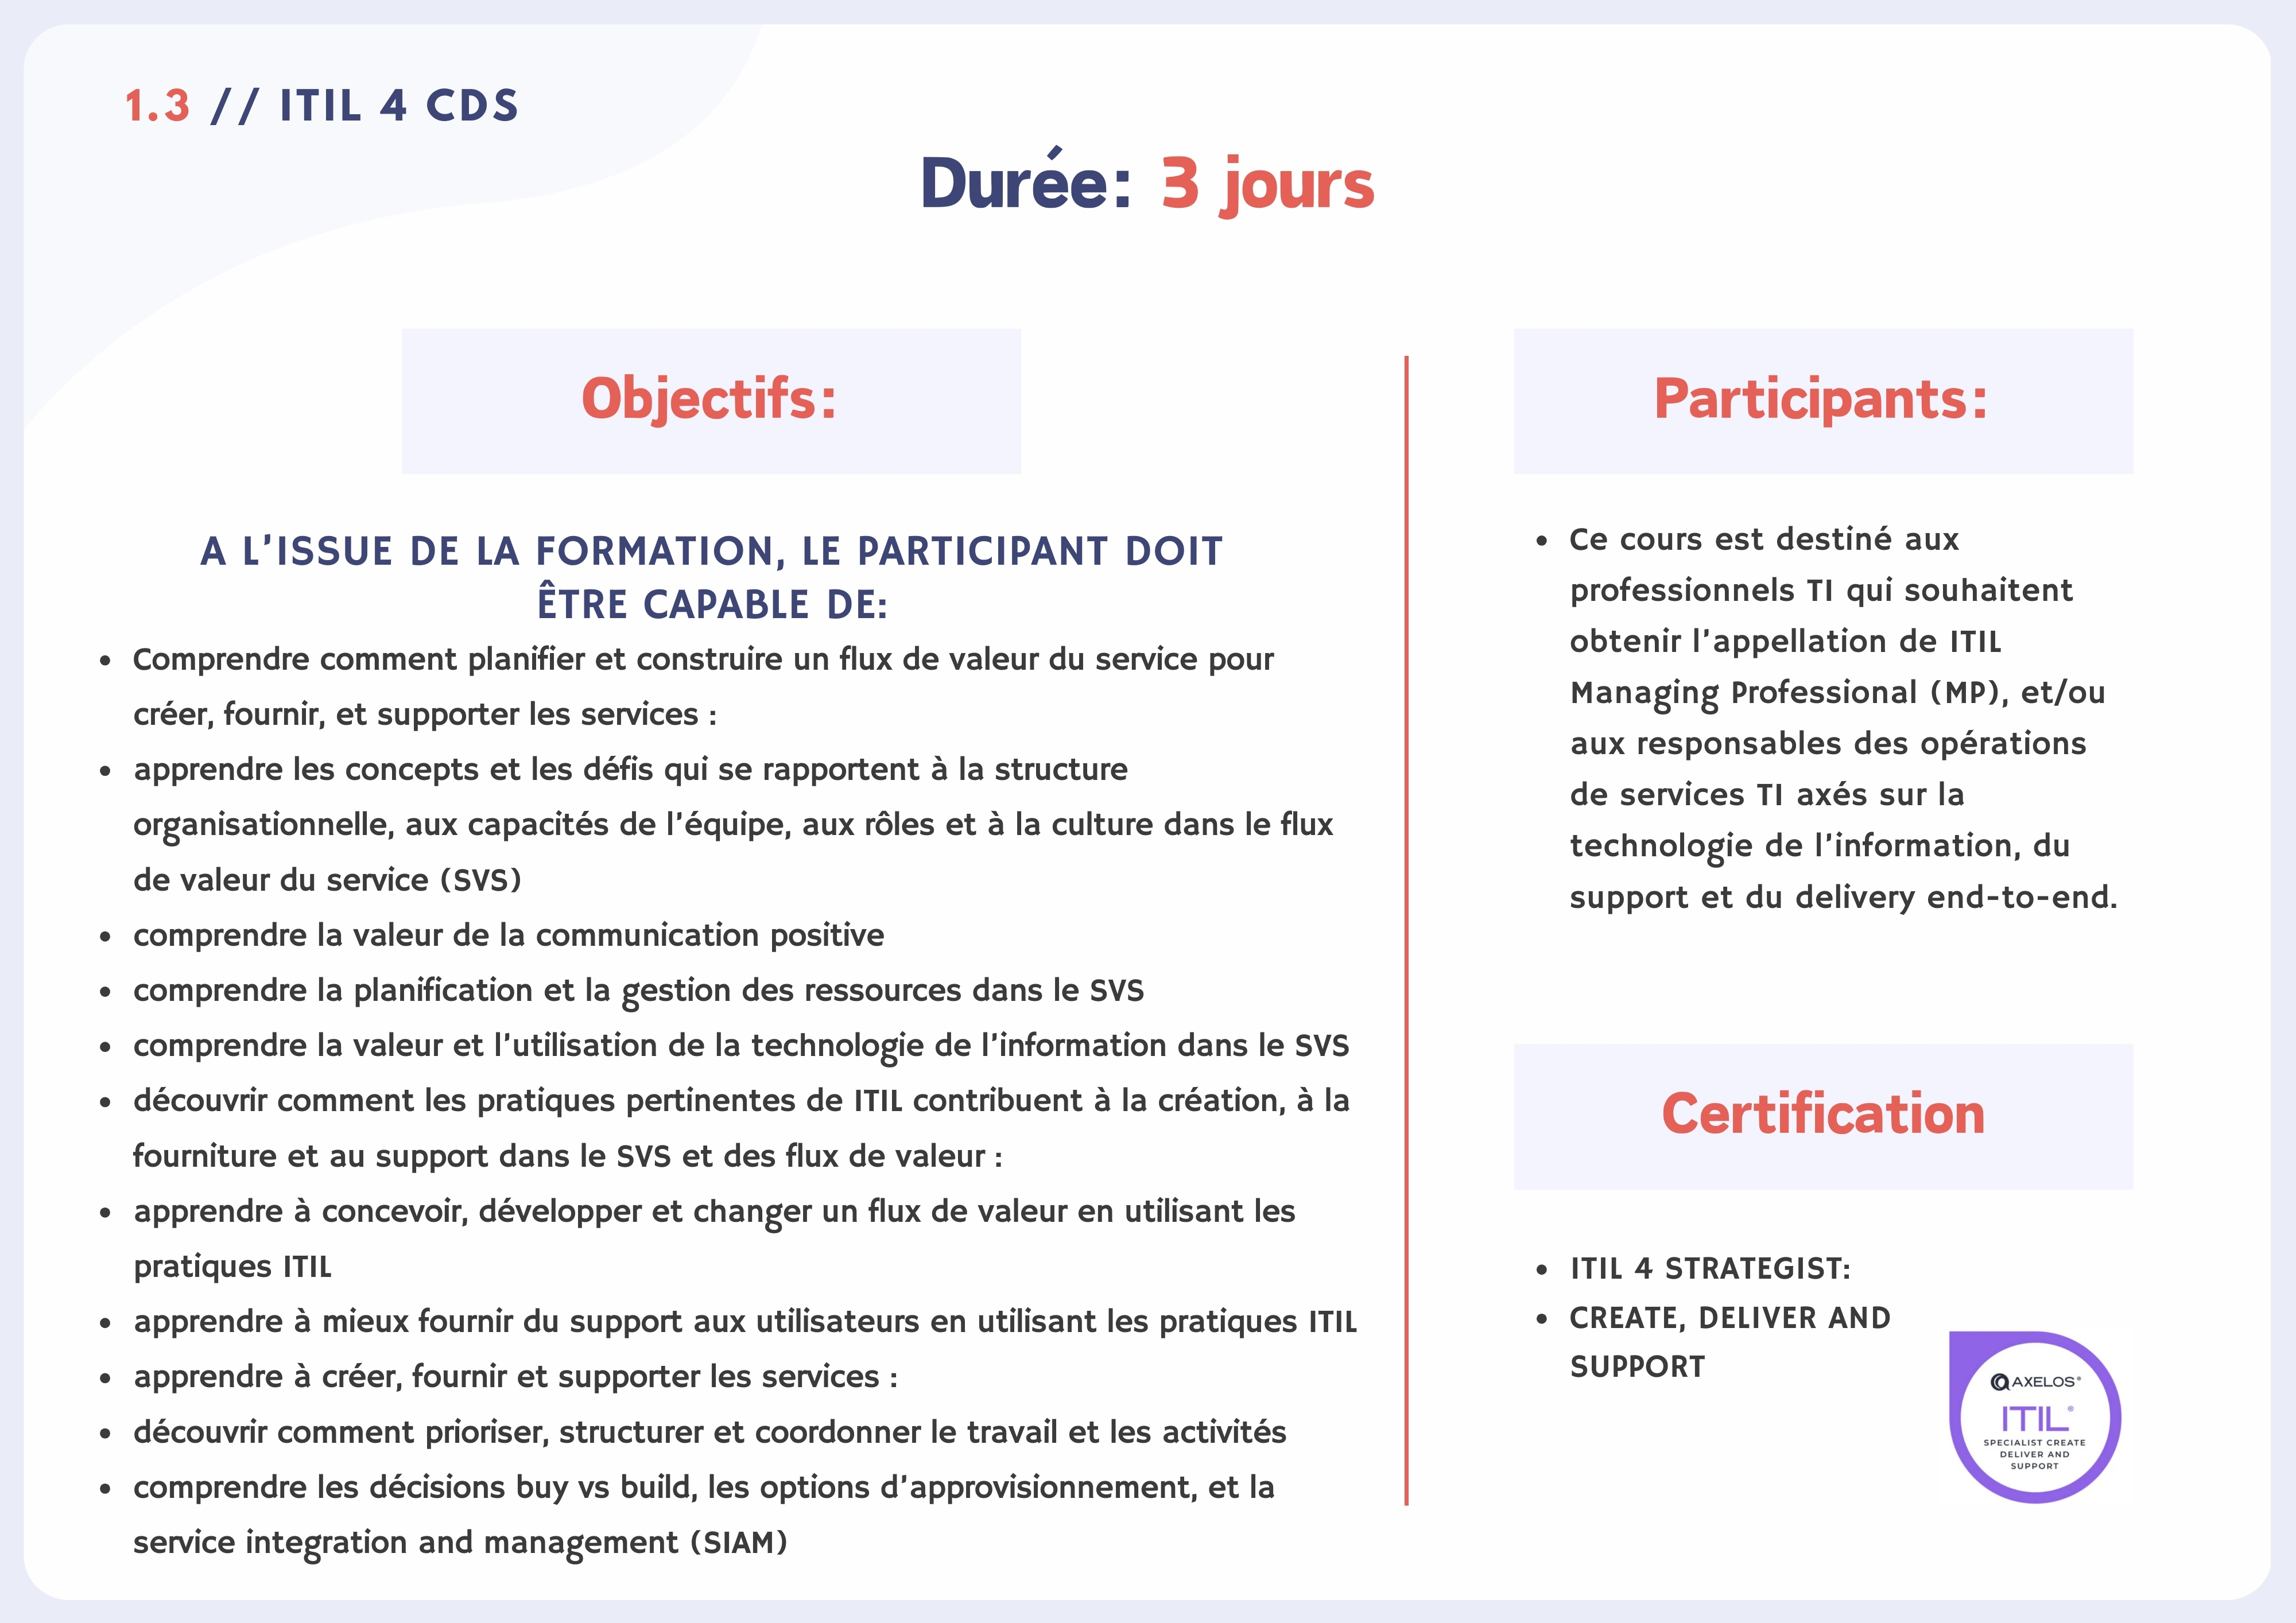 1.3 // ITIL 4 CDS
Durée: 3 jours
Objectifs:
A L'ISSUE DE LA FORMATION, LE PARTICIPANT DOIT
ÊTRE CAPABLE DE:
• Comprendre comment planifier et construire un flux de valeur du service pour
créer, fournir, et supporter les services :
• apprendre les concepts et les défis qui se rapportent à la structure
organisationnelle, aux capacités de l'équipe, aux rôles et à la culture dans le flux
de valeur du service (SVS)
• comprendre la valeur de la communication positive
• comprendre la planification et la gestion des ressources dans le SVS
• comprendre la valeur et l'utilisation de la technologie de l'information dans le SVS
• découvrir comment les pratiques pertinentes de ITIL contribuent à la création, à la
fourniture et au support dans le SVS et des flux de valeur :
• apprendre à concevoir, développer et changer un flux de valeur en utilisant les
pratiques ITIL
• apprendre à mieux fournir du support aux utilisateurs en utilisant les pratiques ITIL
• apprendre à créer, fournir et supporter les services :
• découvrir comment prioriser, structurer et coordonner le travail et les activités
• comprendre les décisions buy vs build, les options d'approvisionnement, et la
service integration and management (SIAM)
Participants:
• Ce cours est destiné aux
professionnels TI qui souhaitent
obtenir l'appellation de ITIL
Managing Professional (MP), et/ou
aux responsables des opérations
de services TI axés sur la
technologie de l'information, du
support et du delivery end-to-end.
Certification
• ITIL 4 STRATEGIST:
• CREATE, DELIVER AND
SUPPORT
AXELOS®
ITIL®
SPECIALIST CREATE
DELIVER AND
SUPPORT